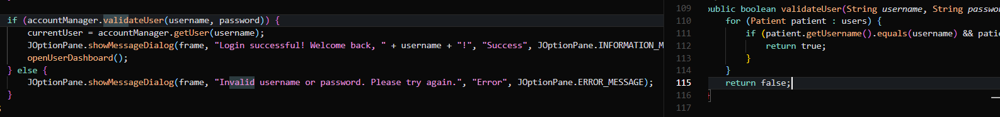 if (accountManager.validateUser(username, password)) {
currentUser = accountManager.getUser(username);
JOptionPane.showMessageDialog(frame, "Login successful! Welcome back, " + username + "!", "Success", JOptionPane.INFORMATION_M
openUserDashboard();
} else {
JOptionPane.showMessageDialog(frame, "Invalid username or password. Please try again.", "Error", JOptionPane.ERROR_MESSAGE);
}
109 public boolean validateUser(String username, String passwo
110 for (Patient patient : users) {
111 if (patient.getUsername().equals(username) && patie
112 return true;
113 }
114 }
115 return false;
116 }
117